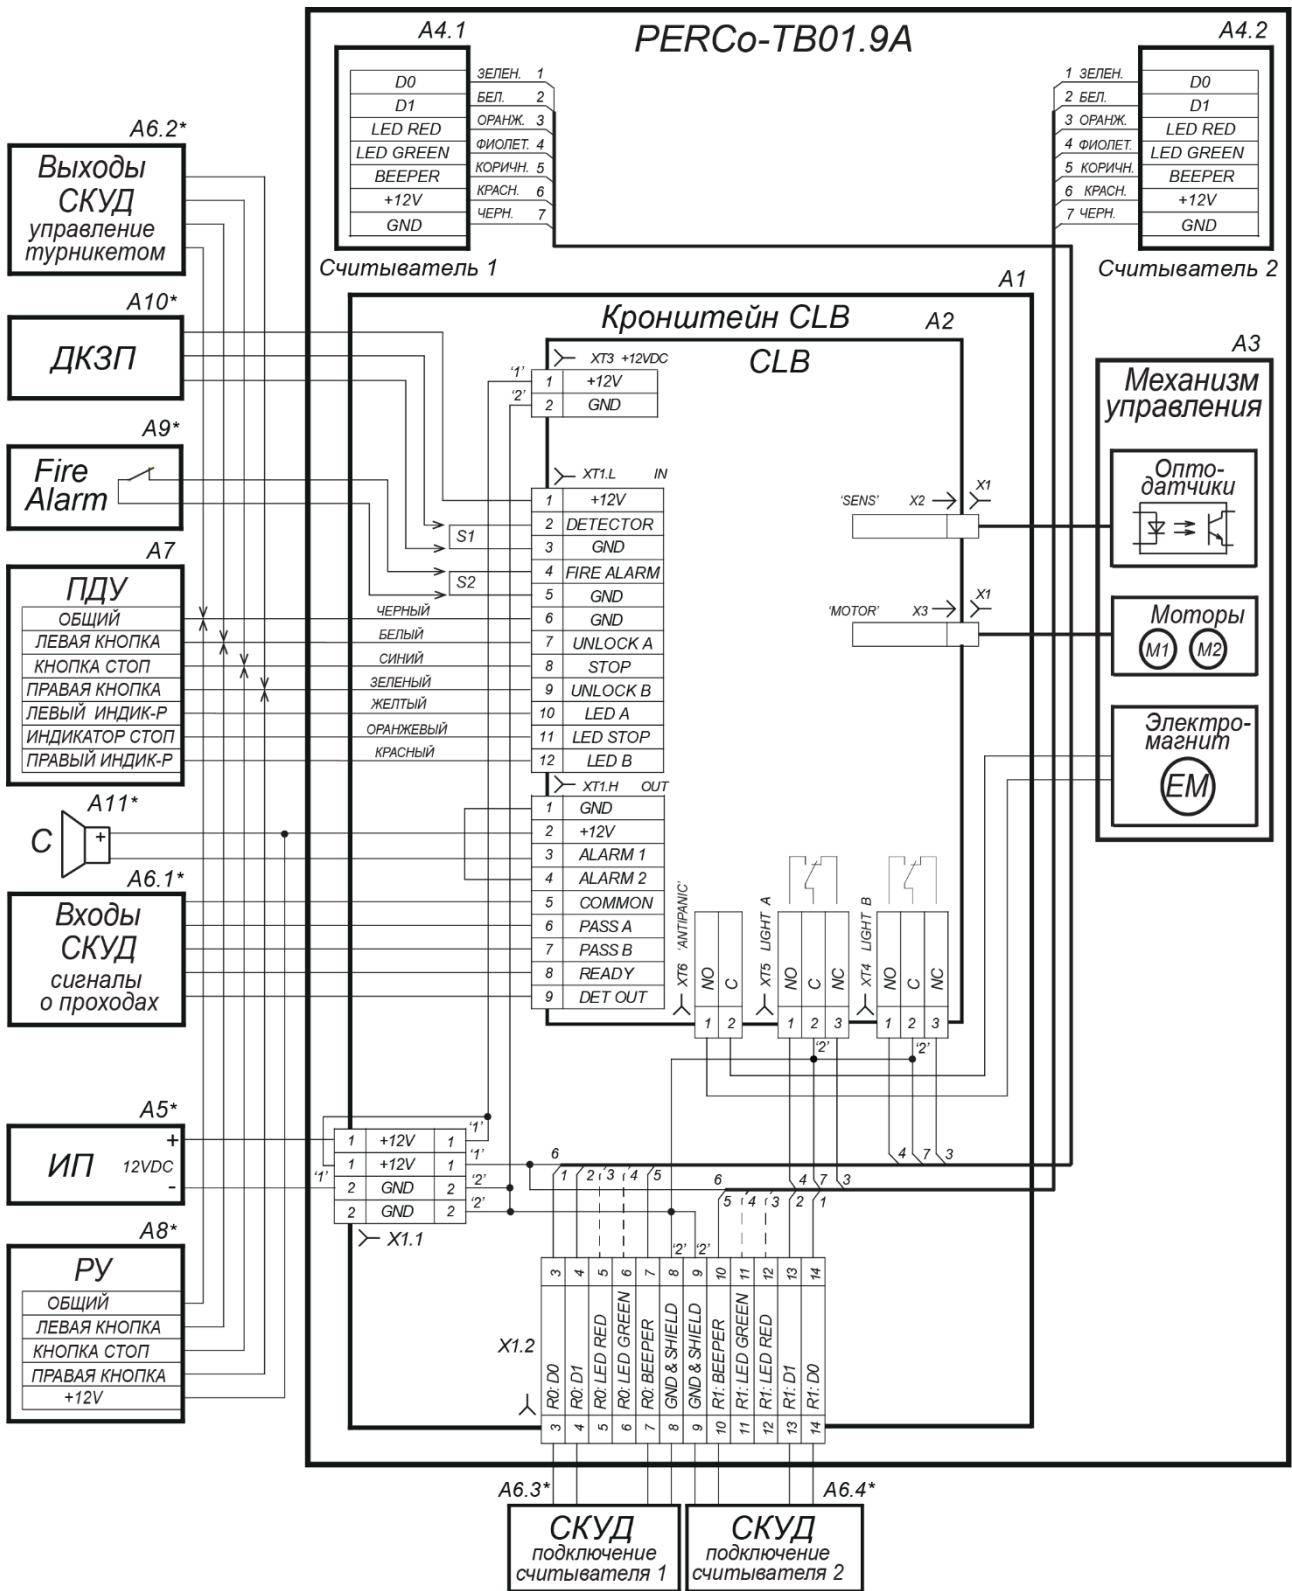 PERCo-TB01.9A
A4.1
D0
D1
LED RED
LED GREEN
BEEPER
+12V
GND
ЗЕЛЕН. 1
БЕЛ. 2
ОРАНЖ. 3
ФИОЛЕТ. 4
КОРИЧН. 5
КРАСН. 6
ЧЕРН. 7
Считыватель 1
A4.2
1 ЗЕЛЕН.
2 БЕЛ.
3 ОРАНЖ.
4 ФИОЛЕТ.
5 КОРИЧН.
6 КРАСН.
7 ЧЕРН.
D0
D1
LED RED
LED GREEN
BEEPER
+12V
GND
Считыватель 2
A6.2*
Выходы
СКУД
управление
турникетом
A10*
ДКЗП
A9*
Fire
Alarm
A7
ПДУ
ОБЩИЙ
ЛЕВАЯ КНОПКА
КНОПКА СТОП
ПРАВАЯ КНОПКА
ЛЕВЫЙ ИНДИК-Р
ИНДИКАТОР СТОП
ПРАВЫЙ ИНДИК-Р
ЧЕРНЫЙ
БЕЛЫЙ
СИНИЙ
ЗЕЛЕНЫЙ
ЖЕЛТЫЙ
ОРАНЖЕВЫЙ
КРАСНЫЙ
A11*
C
+
A6.1*
Входы
СКУД
сигналы
о проходах
A5*
ИП
12VDC
+
-
A8*
РУ
ОБЩИЙ
ЛЕВАЯ КНОПКА
КНОПКА СТОП
ПРАВАЯ КНОПКА
+12V
A1
Кронштейн CLB
A2
CLB
XT3 +12VDC
'1'
1 +12V
'2'
2 GND
XT1.L IN
1 +12V
2 DETECTOR
3 GND
4 FIRE ALARM
5 GND
6 GND
7 UNLOCK A
8 STOP
9 UNLOCK B
10 LED A
11 LED STOP
12 LED B
S1
S2
XT1.H OUT
1 GND
2 +12V
3 ALARM 1
4 ALARM 2
5 COMMON
6 PASS A
7 PASS B
8 READY
9 DET OUT
'SENS' X2 X1
'MOTOR' X3 X1
A3
Механизм
управления
Опто-
датчики
Моторы
M1 M2
Электро-
магнит
EM
XT6 'ANTIPANIC'
NO C
1 2
XT5 LIGHT A
NO C NC
1 2 3
XT4 LIGHT B
NO C NC
1 2 3
'2' '2'
4 7 3
1 +12V 1 '1'
1 +12V 1 '1'
'1' 2 GND 2 '2'
2 GND 2 '2'
X1.1
6
1 2 3 4 5
4 7 3
6
5 4 3 2 1
'2' '2'
3 4 5 6 7 8 9 10 11 12 13 14
X1.2
R0: D0
R0: D1
R0: LED RED
R0: LED GREEN
R0: BEEPER
GND & SHIELD
GND & SHIELD
R1: BEEPER
R1: LED GREEN
R1: LED RED
R1: D1
R1: D0
3 4 5 6 7 8 9 10 11 12 13 14
A6.3*
СКУД
подключение
считывателя 1
A6.4*
СКУД
подключение
считывателя 2